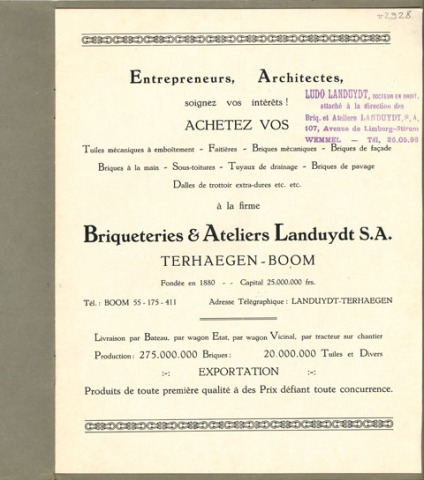 π2928
Entrepreneurs, Architectes,
soignez vos intérêts !
ACHETEZ VOS
LUDO LANDUYDT, DOCTEUR EN DROIT,
attaché à la direction des
Briq. et Ateliers LANDUYDT, S.A,
107, Avenue de Limburg-Stirum
WEMMEL — Tél, 26.05.96
Tuiles mécaniques à emboîtement - Faitières - Briques mécaniques - Briques de façade
Briques à la main - Sous-toitures - Tuyaux de drainage - Briques de pavage
Dalles de trottoir extra-dures etc. etc.
à la firme
Briqueteries & Ateliers Landuydt S.A.
TERHAEGEN - BOOM
Fondée en 1880 - - Capital 25.000.000 frs.
Tél. : BOOM 55 - 175 - 411 Adresse Télégraphique : LANDUYDT-TERHAEGEN
Livraison par Bateau, par wagon Etat, par wagon Vicinal, par tracteur sur chantier
Production : 275.000.000 Briques : 20.000.000 Tuiles et Divers
:-: EXPORTATION :-:
Produits de toute première qualité à des Prix défiant toute concurrence.